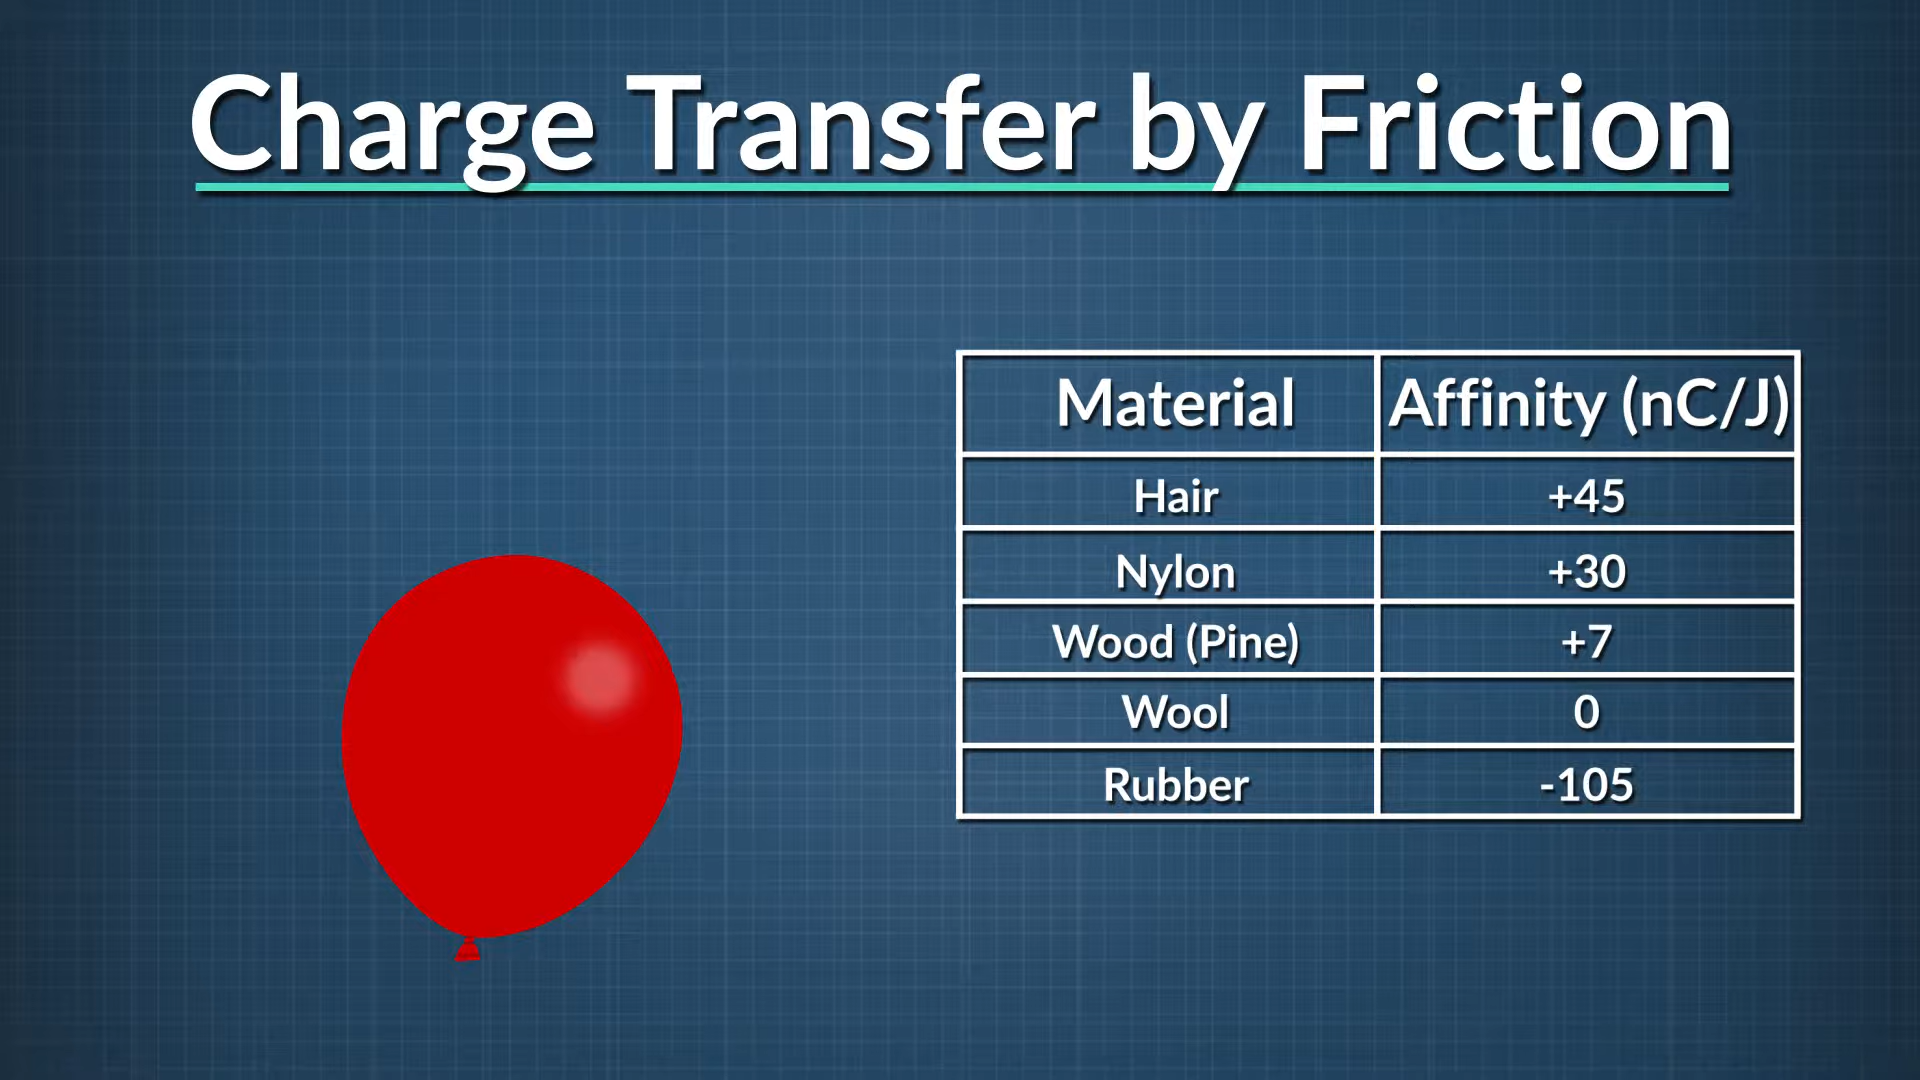 Charge Transfer by Friction
Material Affinity (nC/J)
Hair +45
Nylon +30
Wood (Pine) +7
Wool 0
Rubber -105